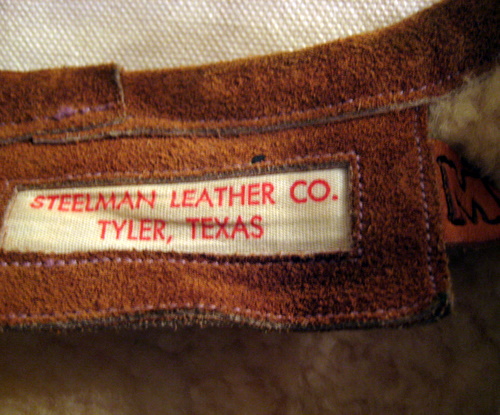 STEELMAN LEATHER CO.
TYLER, TEXAS
M